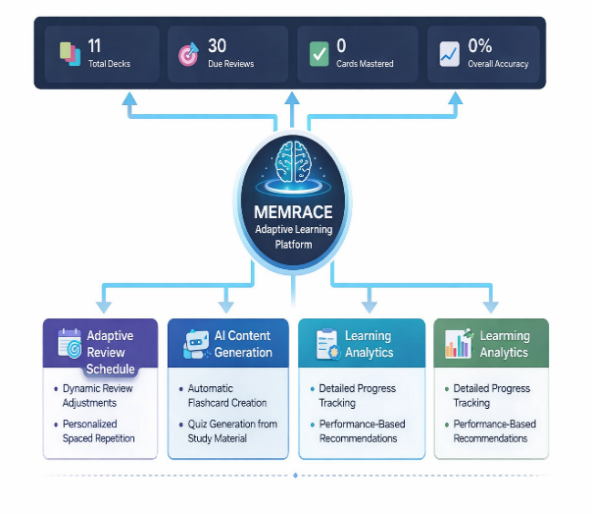 11
Total Decks
30
Due Reviews
0
Cards Mastered
0%
Overall Accuracy
MEMRACE
Adaptive Learning
Platform
Adaptive
Review
Schedule
• Dynamic Review
Adjustments
• Personalized
Spaced Repetition
AI Content
Generation
• Automatic
Flashcard Creation
• Quiz Generation from
Study Material
Learning
Analytics
• Detailed Progress
Tracking
• Performance-Based
Recommendations
Learming
Analytics
• Detailed Progress
Tracking
• Performance-Based
Recommendations